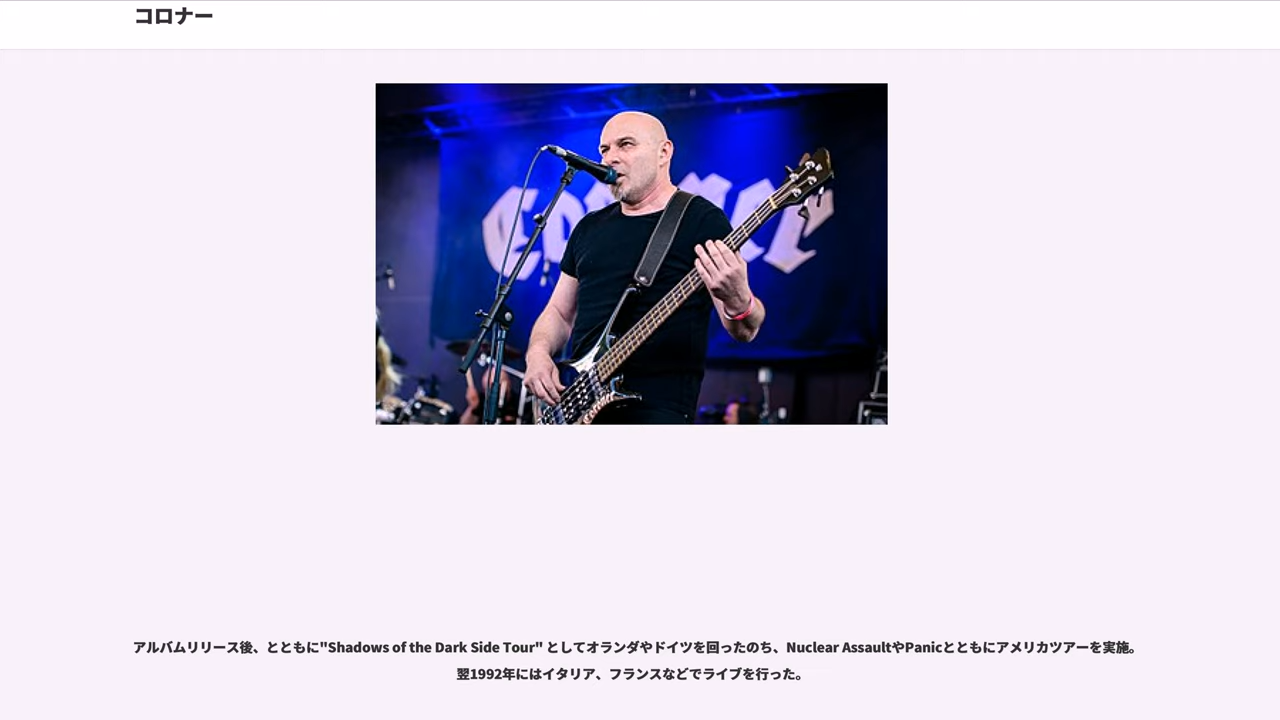 コロナー
アルバムリリース後、とともに"Shadows of the Dark Side Tour" としてオランダやドイツを回ったのち、Nuclear AssaultやPanicとともにアメリカツアーを実施。
翌1992年にはイタリア、フランスなどでライブを行った。